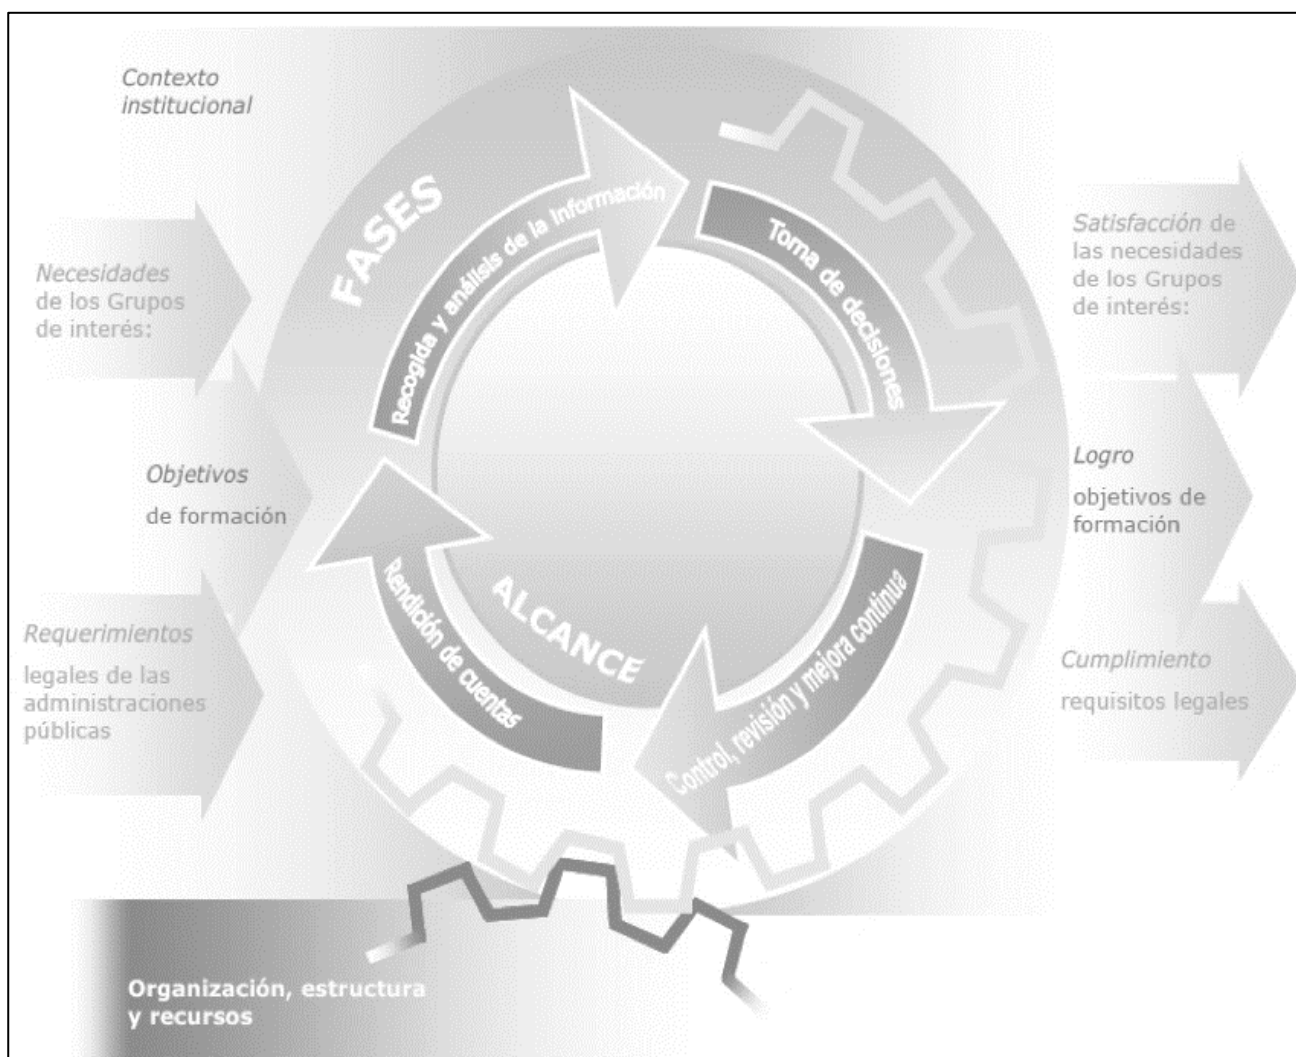 Contexto
institucional
FASES
Recogida y análisis de la información
Toma de decisiones
Necesidades
de los Grupos
de interés:
Satisfacción de
las necesidades
de los Grupos
de interés:
Objetivos
de formación
Logro
objetivos de
formación
ALCANCE
Rendición de cuentas
Control, revisión y mejora continua
Requerimientos
legales de las
administraciones
públicas
Cumplimiento
requisitos legales
Organización, estructura
y recursos